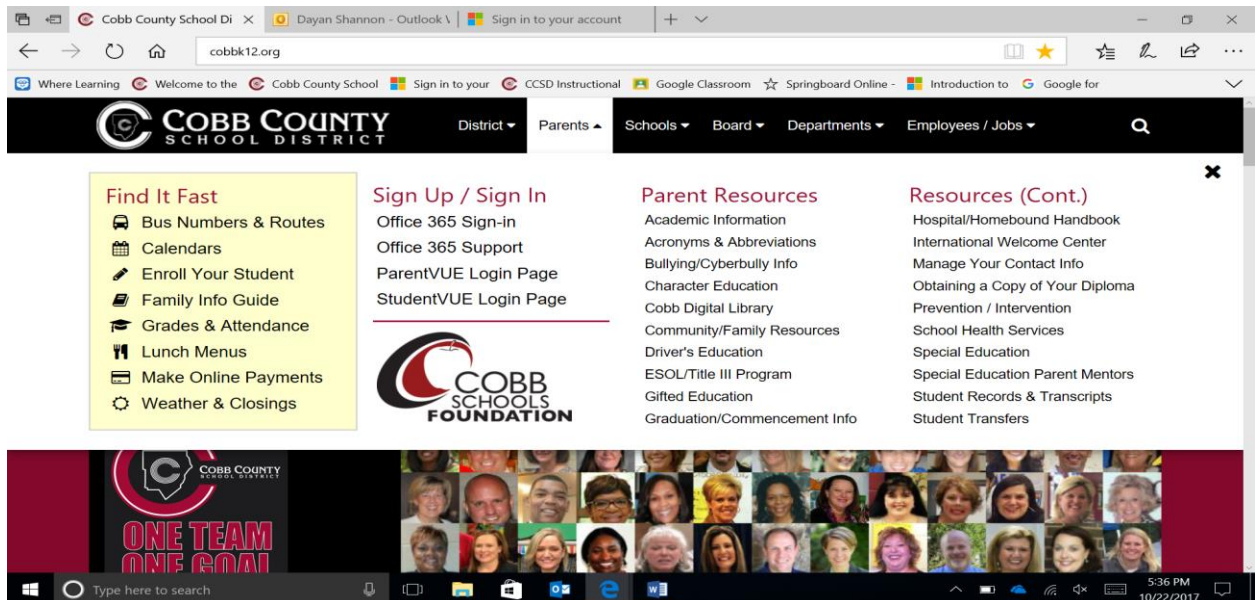 Cobb County School Di
Dayan Shannon - Outlook \
Sign in to your account
cobbk12.org
Where Learning
Welcome to the
Cobb County School
Sign in to your
CCSD Instructional
Google Classroom
Springboard Online -
Introduction to
Google for
COBB COUNTY
SCHOOL DISTRICT
District
Parents
Schools
Board
Departments
Employees / Jobs
Find It Fast
Bus Numbers & Routes
Calendars
Enroll Your Student
Family Info Guide
Grades & Attendance
Lunch Menus
Make Online Payments
Weather & Closings
Sign Up / Sign In
Office 365 Sign-in
Office 365 Support
ParentVUE Login Page
StudentVUE Login Page
COBB
SCHOOLS
FOUNDATION
Parent Resources
Academic Information
Acronyms & Abbreviations
Bullying/Cyberbully Info
Character Education
Cobb Digital Library
Community/Family Resources
Driver's Education
ESOL/Title III Program
Gifted Education
Graduation/Commencement Info
Resources (Cont.)
Hospital/Homebound Handbook
International Welcome Center
Manage Your Contact Info
Obtaining a Copy of Your Diploma
Prevention / Intervention
School Health Services
Special Education
Special Education Parent Mentors
Student Records & Transcripts
Student Transfers
COBB COUNTY
SCHOOL DISTRICT
ONE TEAM
ONE GOAL
Type here to search
5:36 PM
10/22/2017